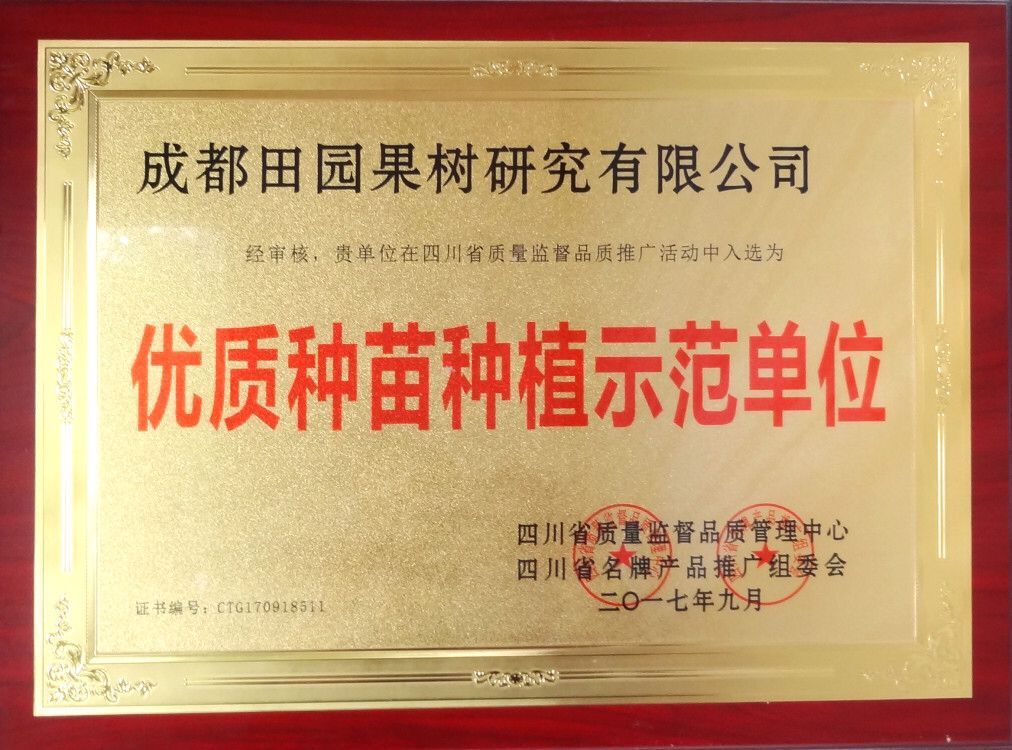 成都田园果树研究有限公司
经审核，贵单位在四川省质量监督品质推广活动中入选为
优质种苗种植示范单位
四川省质量监督品质管理中心
四川省名牌产品推广组委会
二〇一七年九月
证书编号：CTG170918511